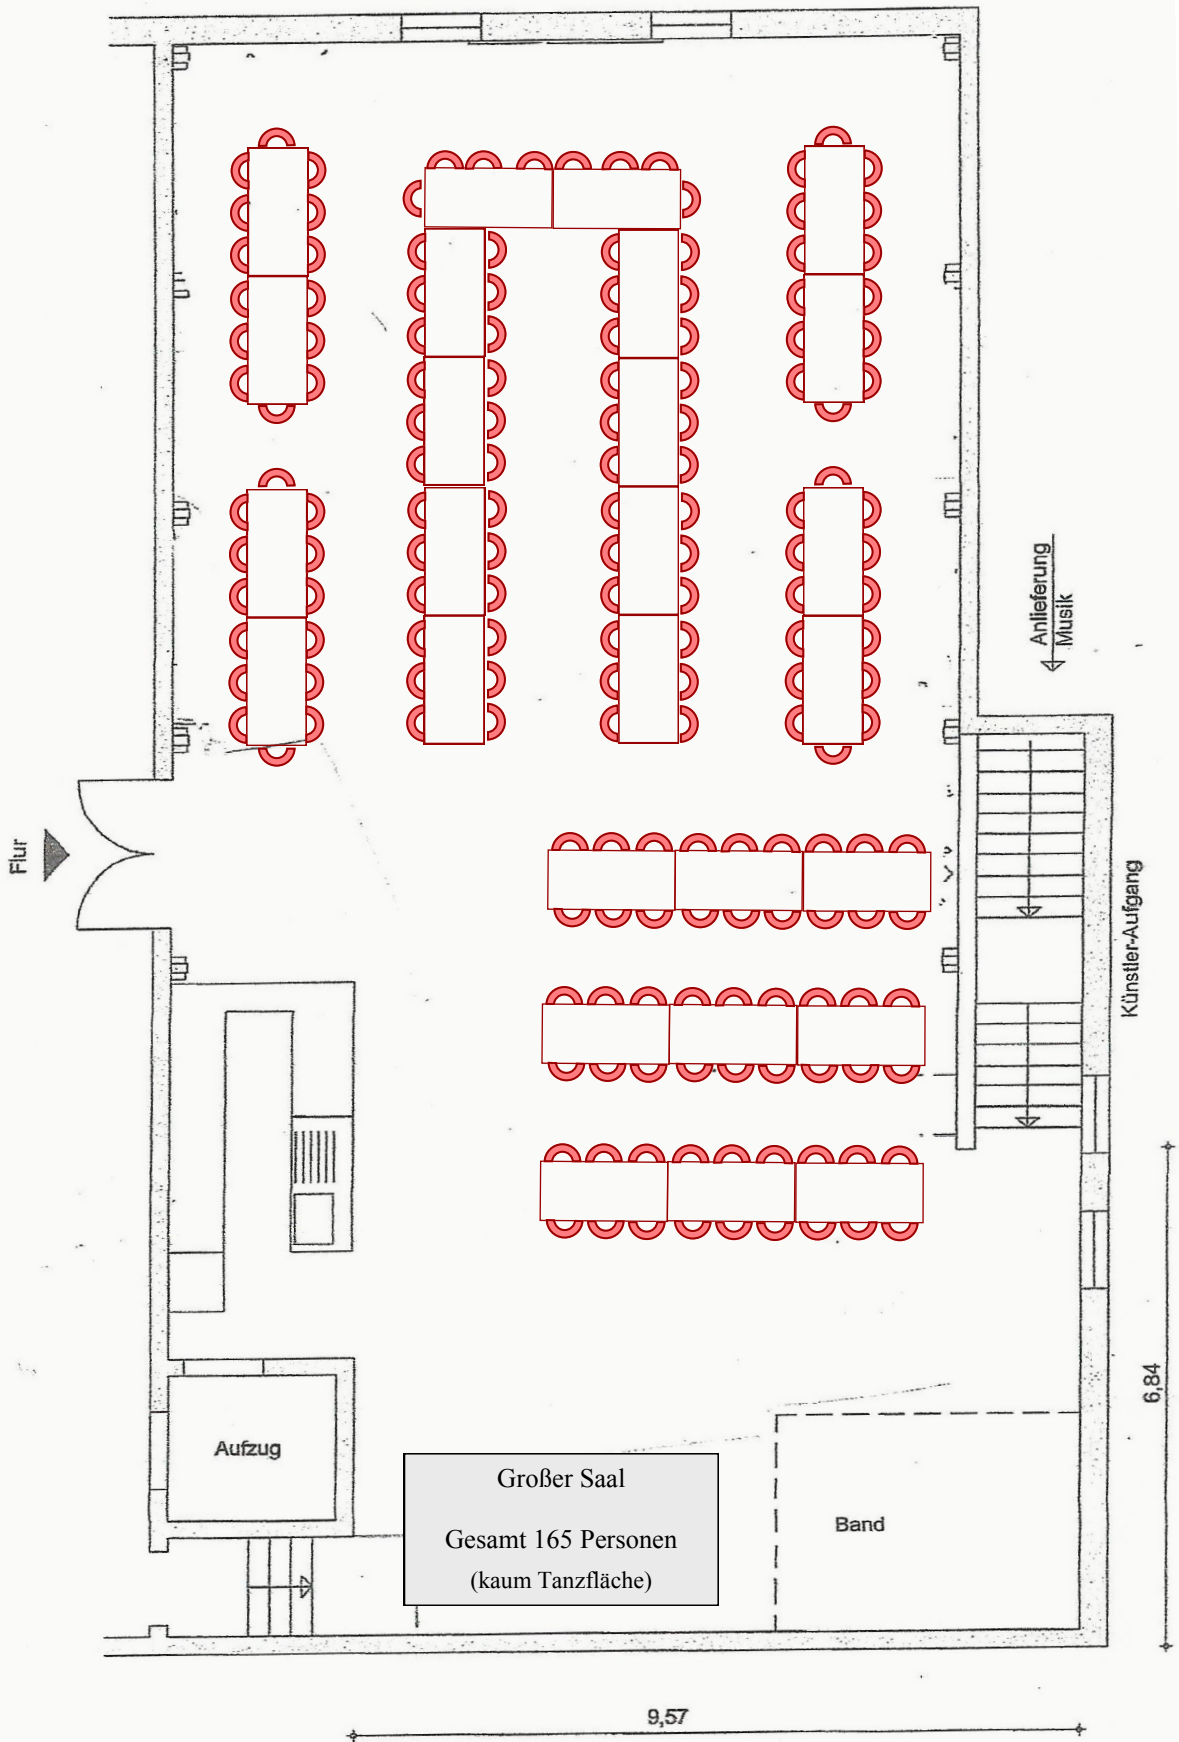 Anlieferung
Musik
Flur
Künstler-Aufgang
6,84
Aufzug
Großer Saal
Gesamt 165 Personen
(kaum Tanzfläche)
Band
9,57